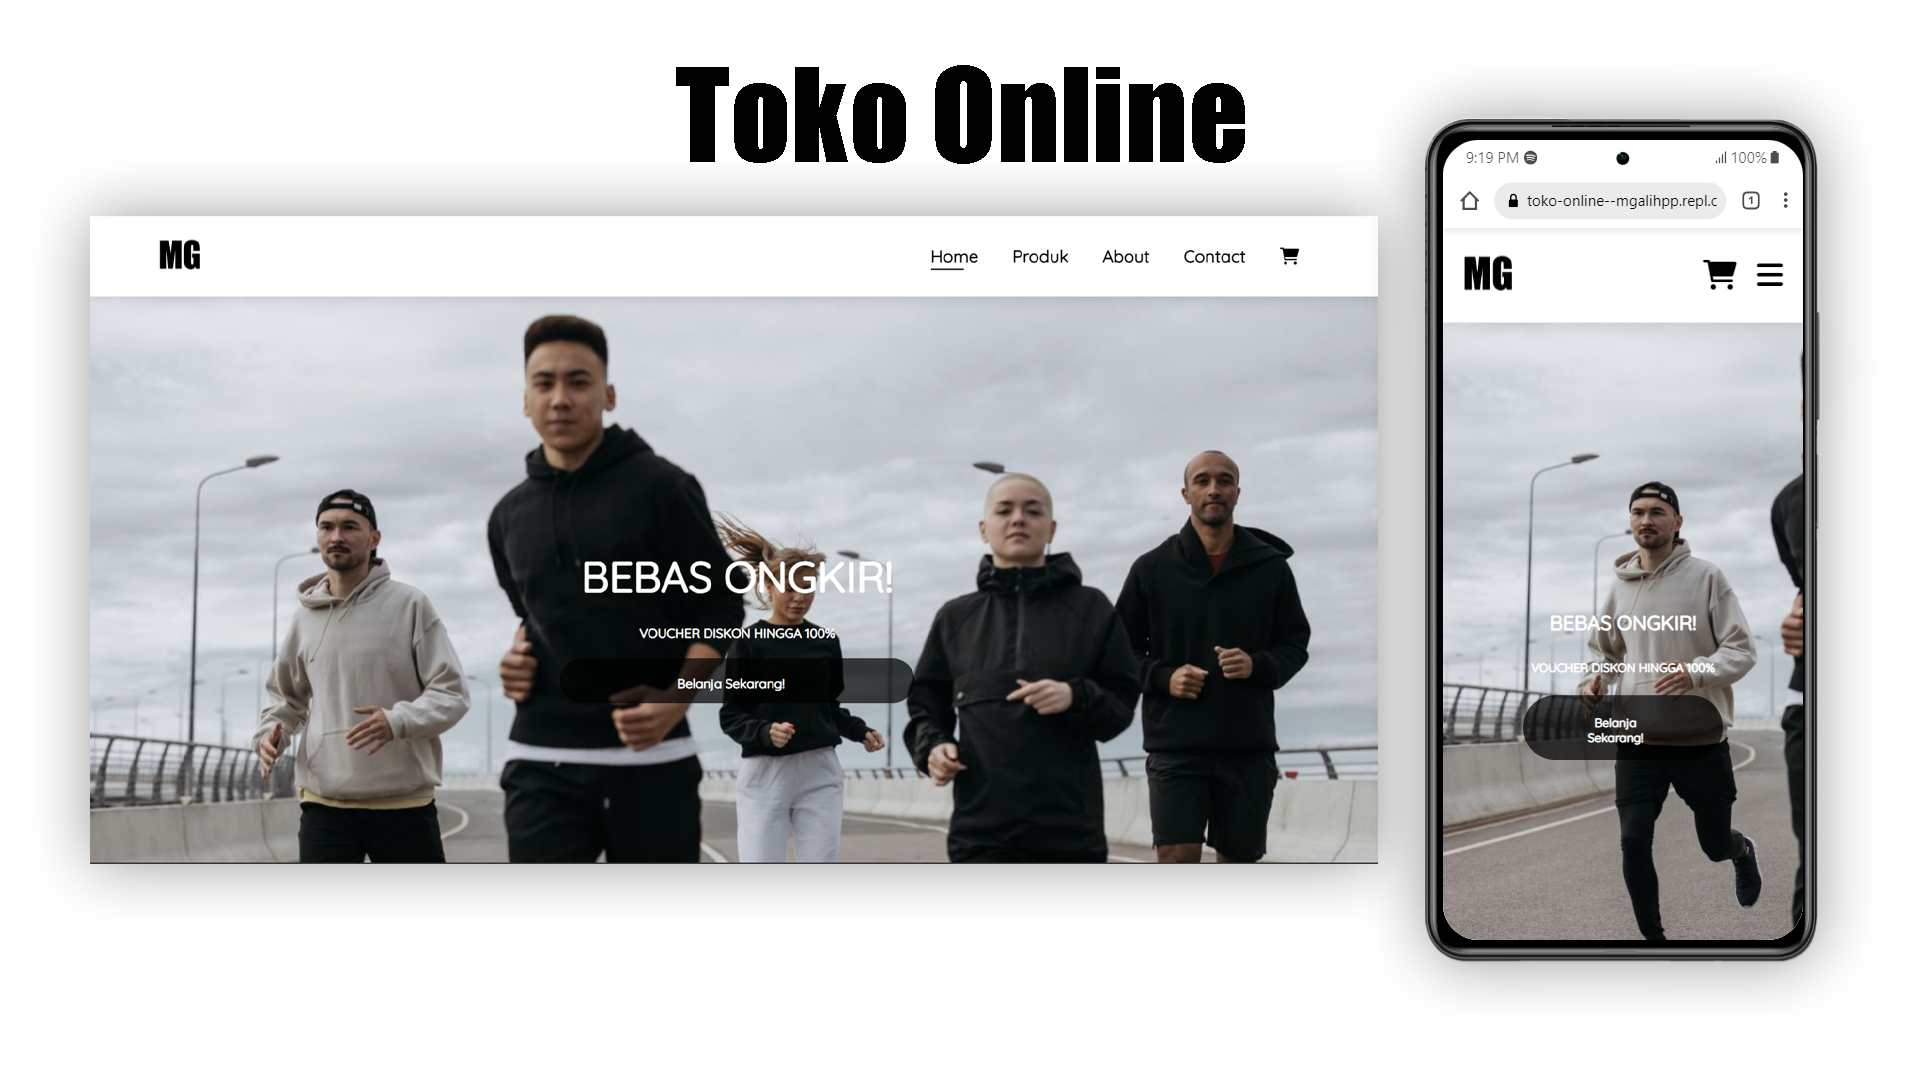 Toko Online
MG
Home Produk About Contact
BEBAS ONGKIR!
VOUCHER DISKON HINGGA 100%
Belanja Sekarang!
9:19 PM 100%
toko-online--mgalihpp.repl.c
1
MG
BEBAS ONGKIR!
VOUCHER DISKON HINGGA 100%
Belanja
Sekarang!